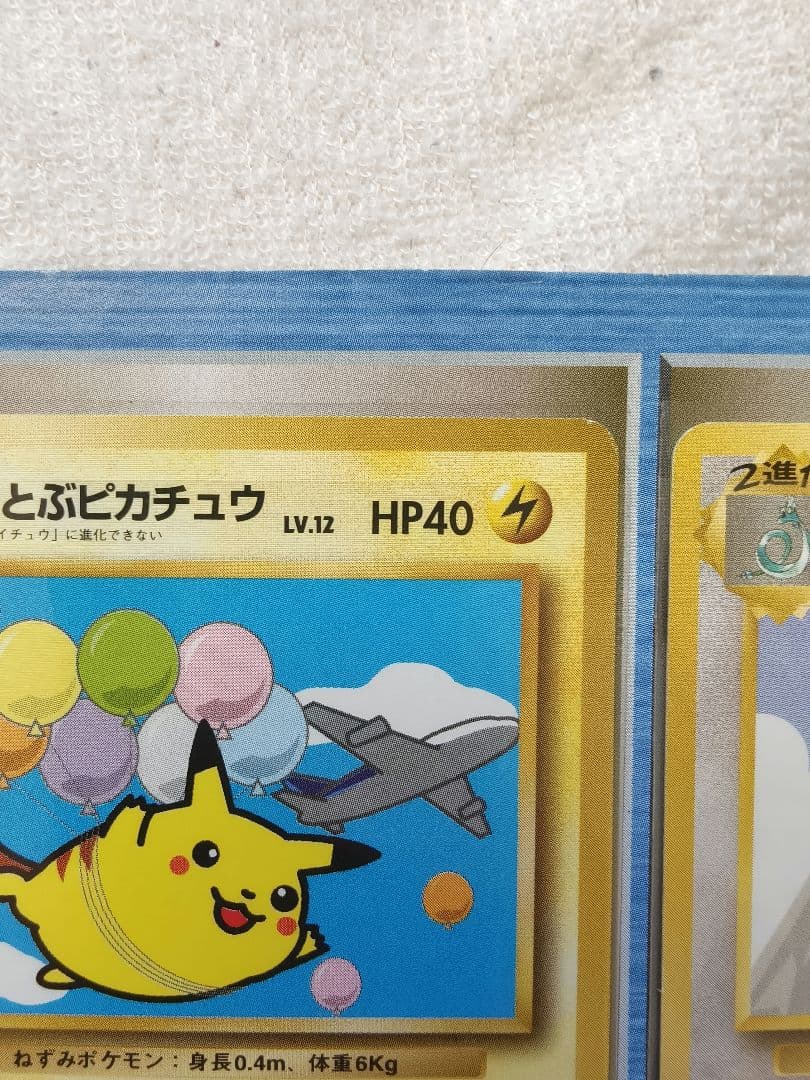 とぶピカチュウ LV.12 HP40
イチュウ」に進化できない
2進化
ねずみポケモン：身長0.4m、体重6Kg